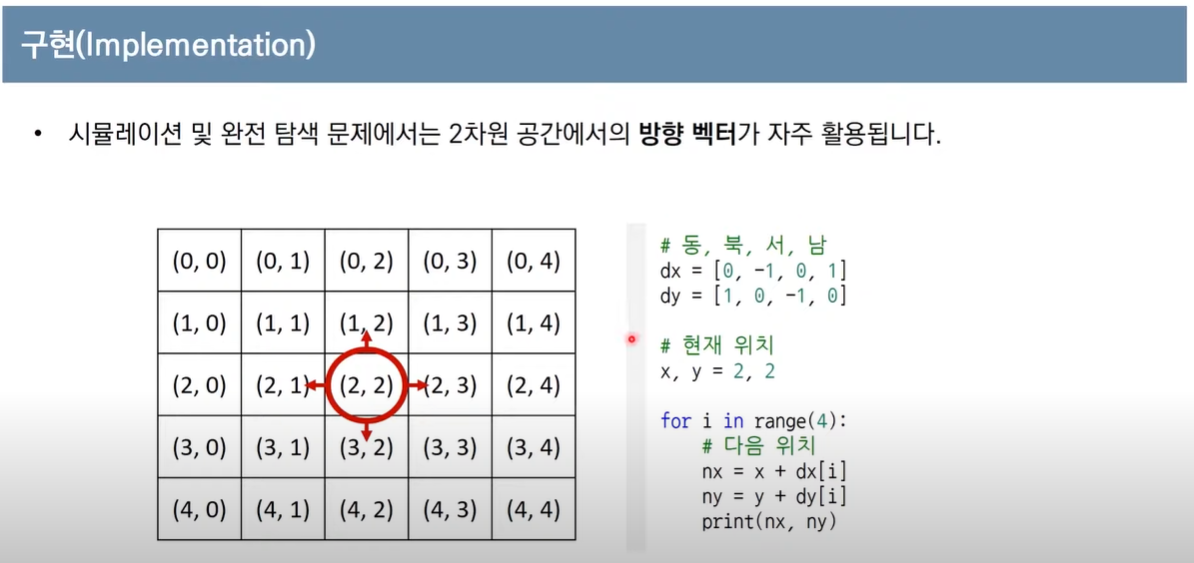 구현(Implementation)
• 시뮬레이션 및 완전 탐색 문제에서는 2차원 공간에서의 방향 벡터가 자주 활용됩니다.
(0, 0) (0, 1) (0, 2) (0, 3) (0, 4)
(1, 0) (1, 1) (1, 2) (1, 3) (1, 4)
(2, 0) (2, 1) (2, 2) (2, 3) (2, 4)
(3, 0) (3, 1) (3, 2) (3, 3) (3, 4)
(4, 0) (4, 1) (4, 2) (4, 3) (4, 4)
# 동, 북, 서, 남
dx = [0, -1, 0, 1]
dy = [1, 0, -1, 0]
# 현재 위치
x, y = 2, 2
for i in range(4):
# 다음 위치
nx = x + dx[i]
ny = y + dy[i]
print(nx, ny)